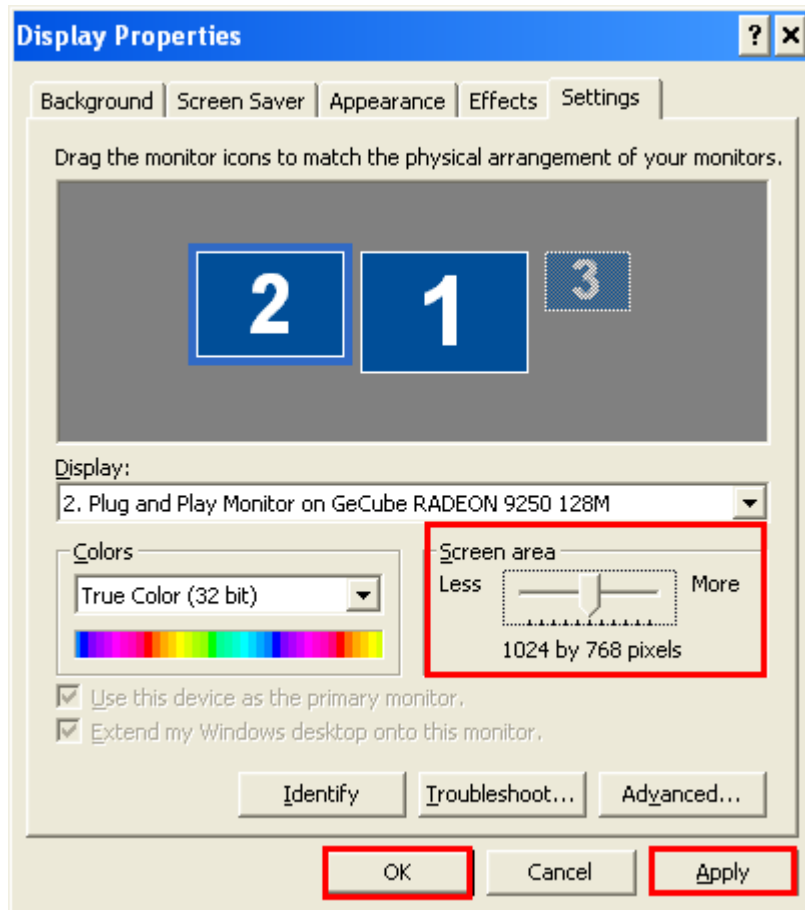 Display Properties
Background Screen Saver Appearance Effects Settings
Drag the monitor icons to match the physical arrangement of your monitors.
2 1 3
Display:
2. Plug and Play Monitor on GeCube RADEON 9250 128M
Colors
True Color (32 bit)
Screen area
Less More
1024 by 768 pixels
Use this device as the primary monitor.
Extend my Windows desktop onto this monitor.
Identify Troubleshoot... Advanced...
OK Cancel Apply